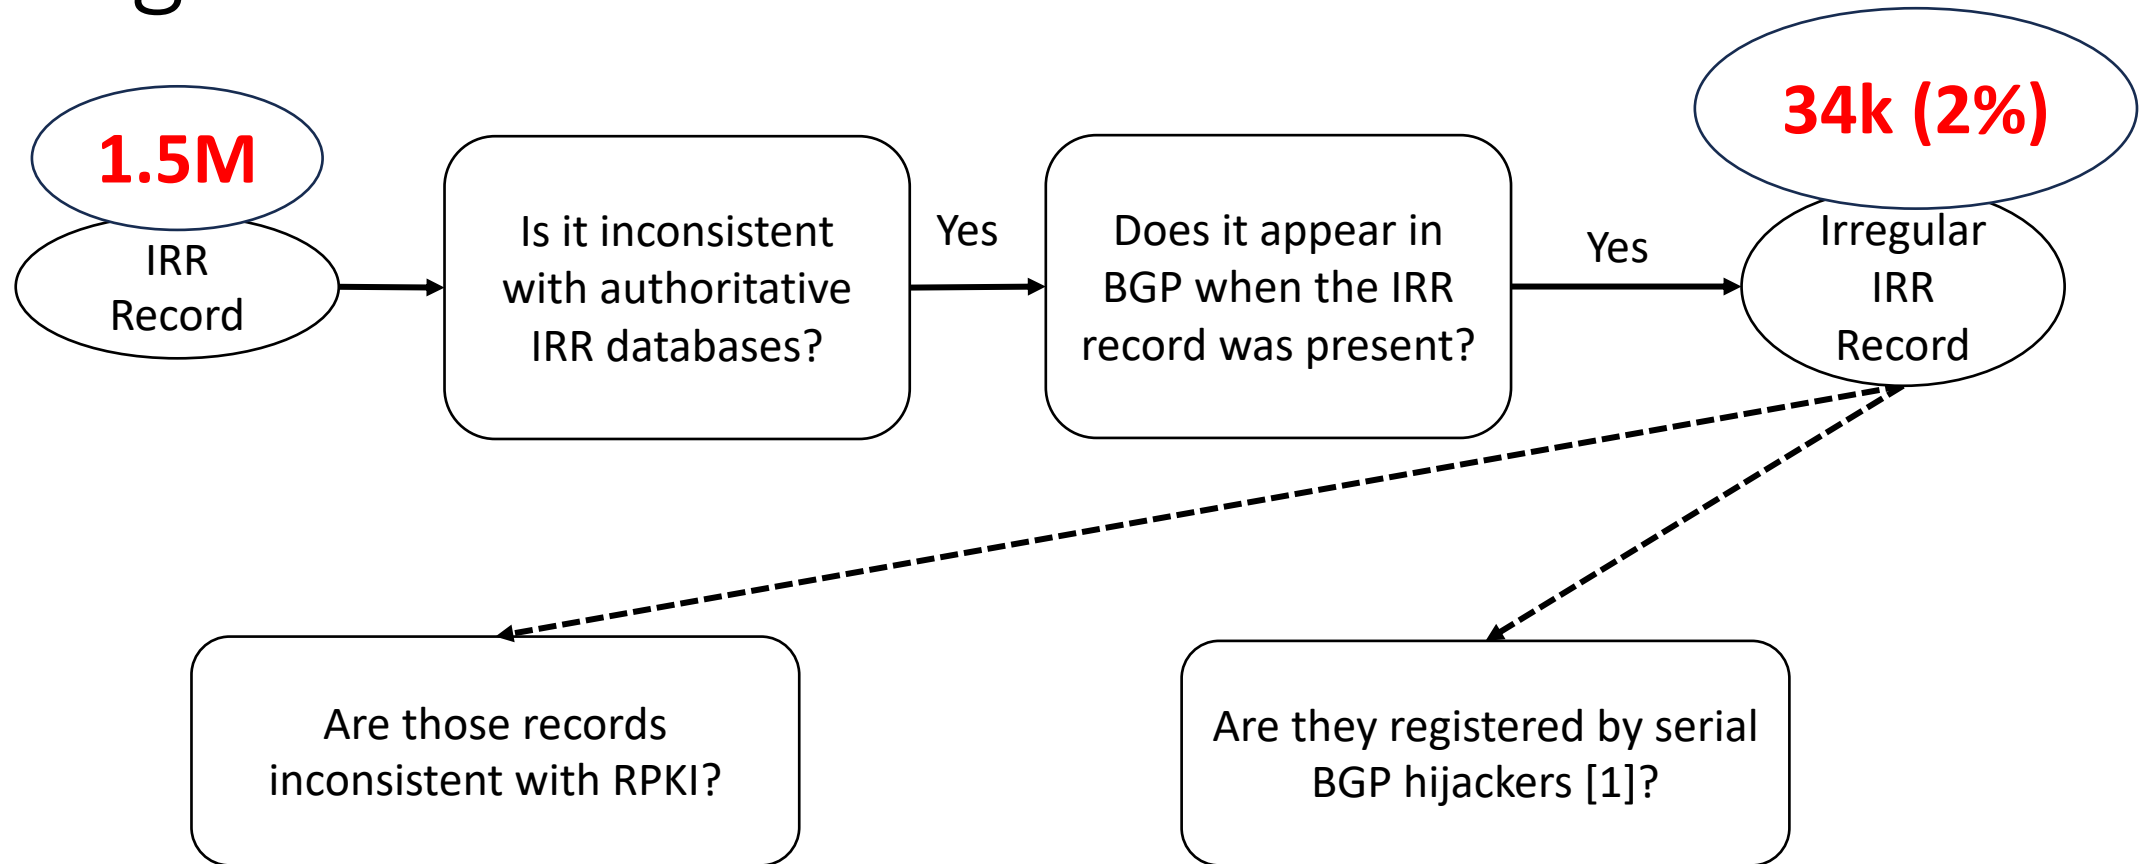 1.5M
IRR
Record
Is it inconsistent
with authoritative
IRR databases?
Yes
Does it appear in
BGP when the IRR
record was present?
Yes
34k (2%)
Irregular
IRR
Record
Are those records
inconsistent with RPKI?
Are they registered by serial
BGP hijackers [1]?